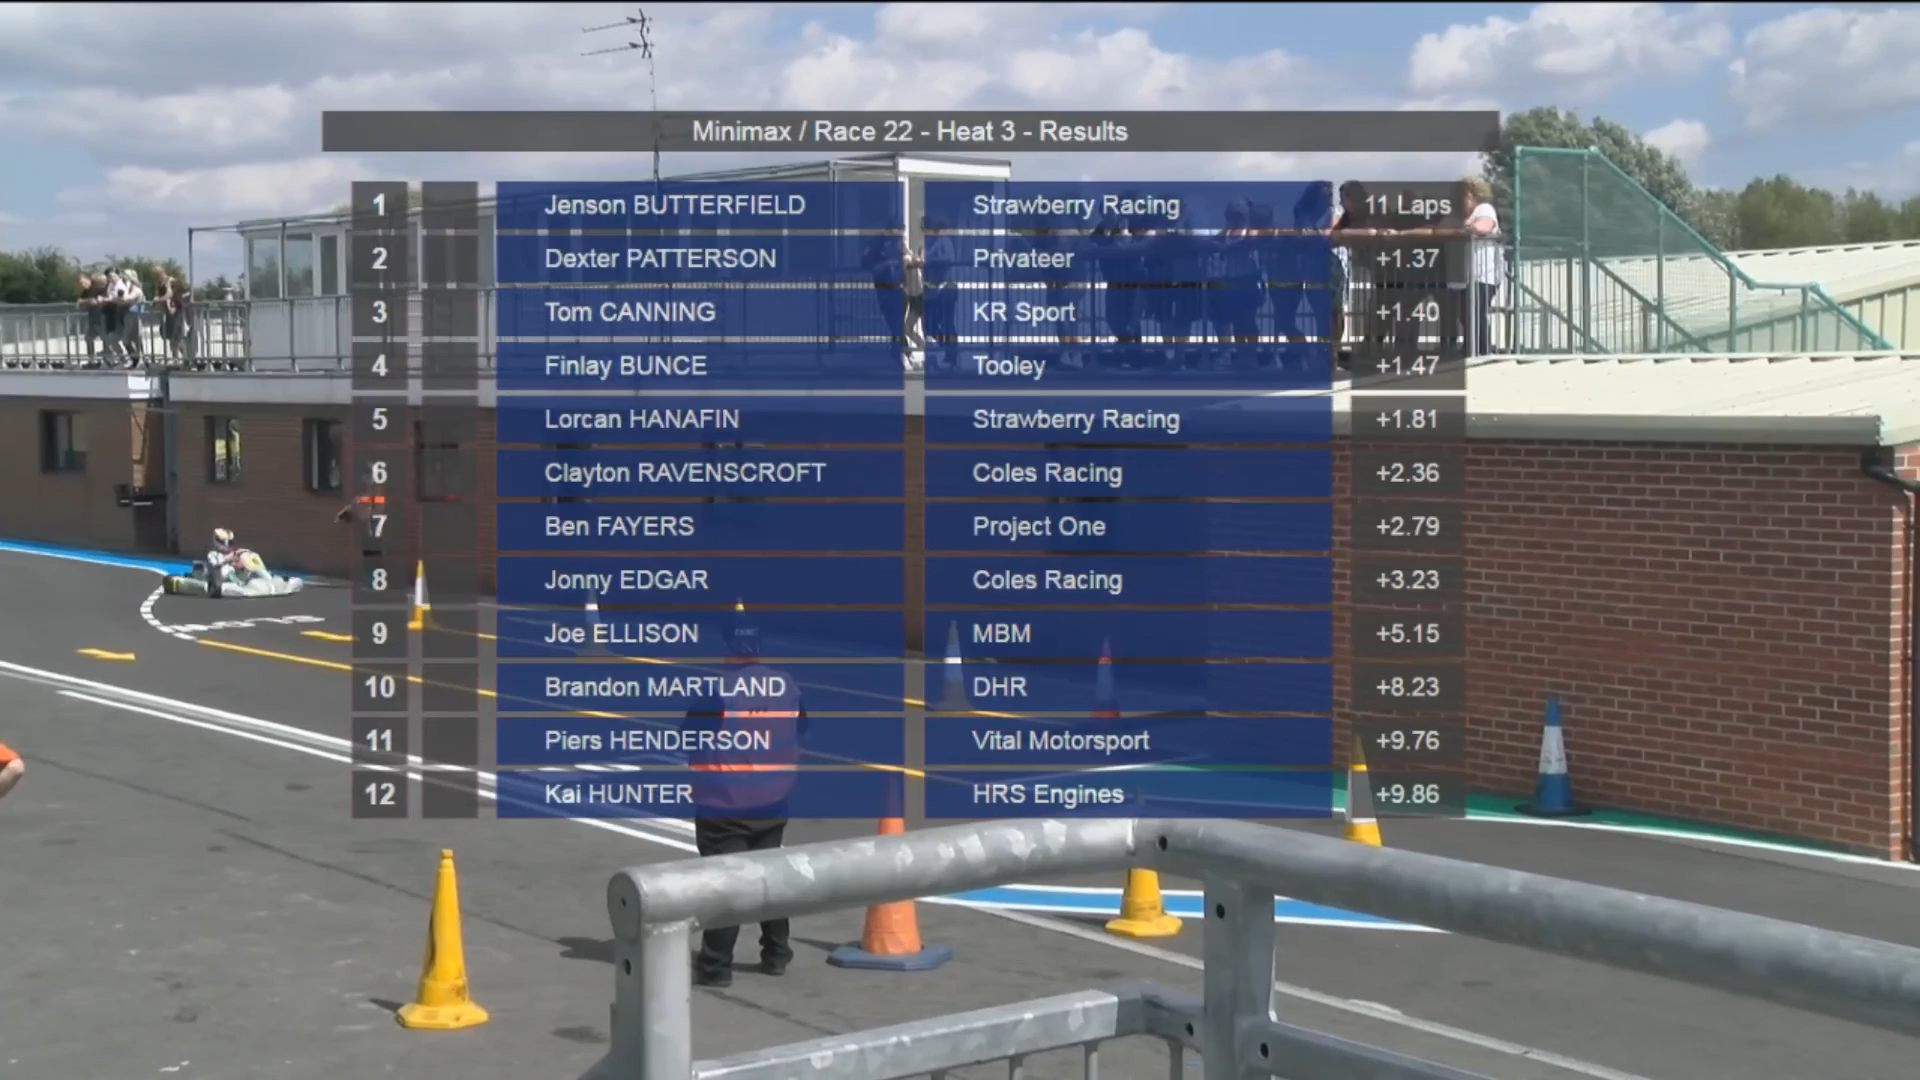 Minimax / Race 22 - Heat 3 - Results
1 Jenson BUTTERFIELD Strawberry Racing 11 Laps
2 Dexter PATTERSON Privateer +1.37
3 Tom CANNING KR Sport +1.40
4 Finlay BUNCE Tooley +1.47
5 Lorcan HANAFIN Strawberry Racing +1.81
6 Clayton RAVENSCROFT Coles Racing +2.36
7 Ben FAYERS Project One +2.79
8 Jonny EDGAR Coles Racing +3.23
9 Joe ELLISON MBM +5.15
10 Brandon MARTLAND DHR +8.23
11 Piers HENDERSON Vital Motorsport +9.76
12 Kai HUNTER HRS Engines +9.86